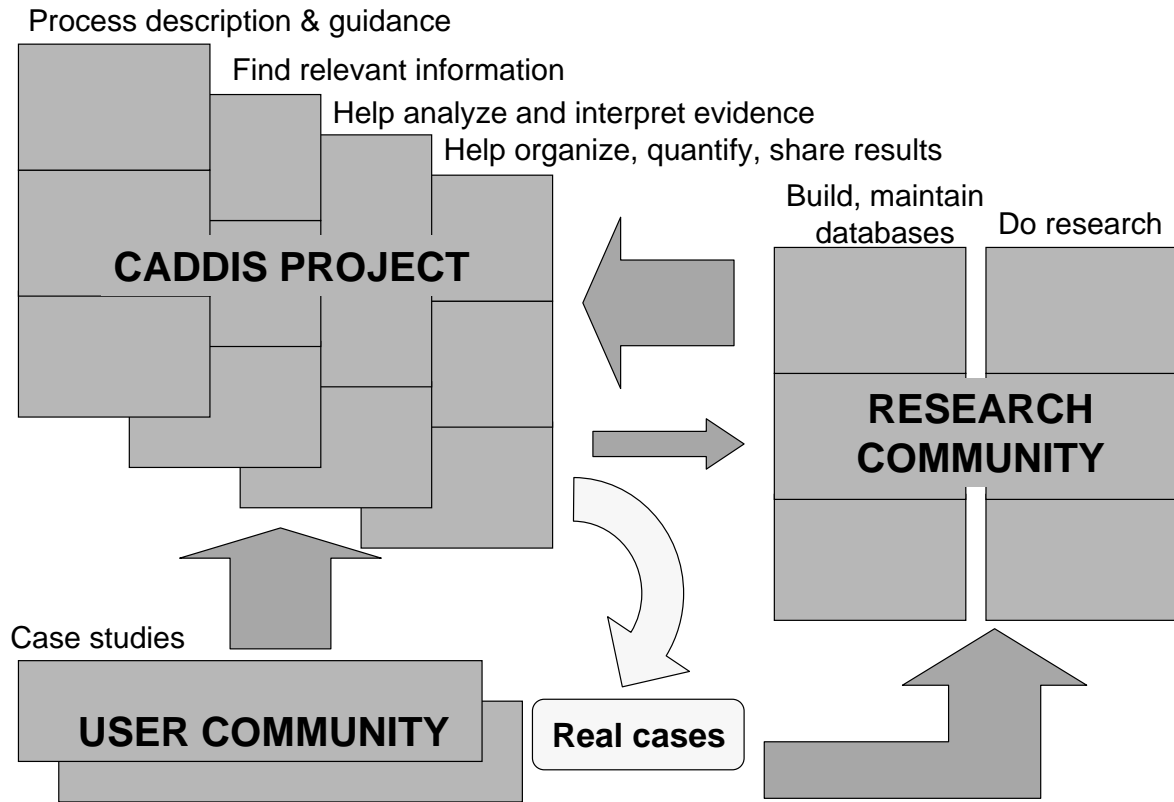 Process description & guidance
Find relevant information
Help analyze and interpret evidence
Help organize, quantify, share results
Build, maintain
databases
Do research
CADDIS PROJECT
RESEARCH
COMMUNITY
Case studies
USER COMMUNITY
Real cases